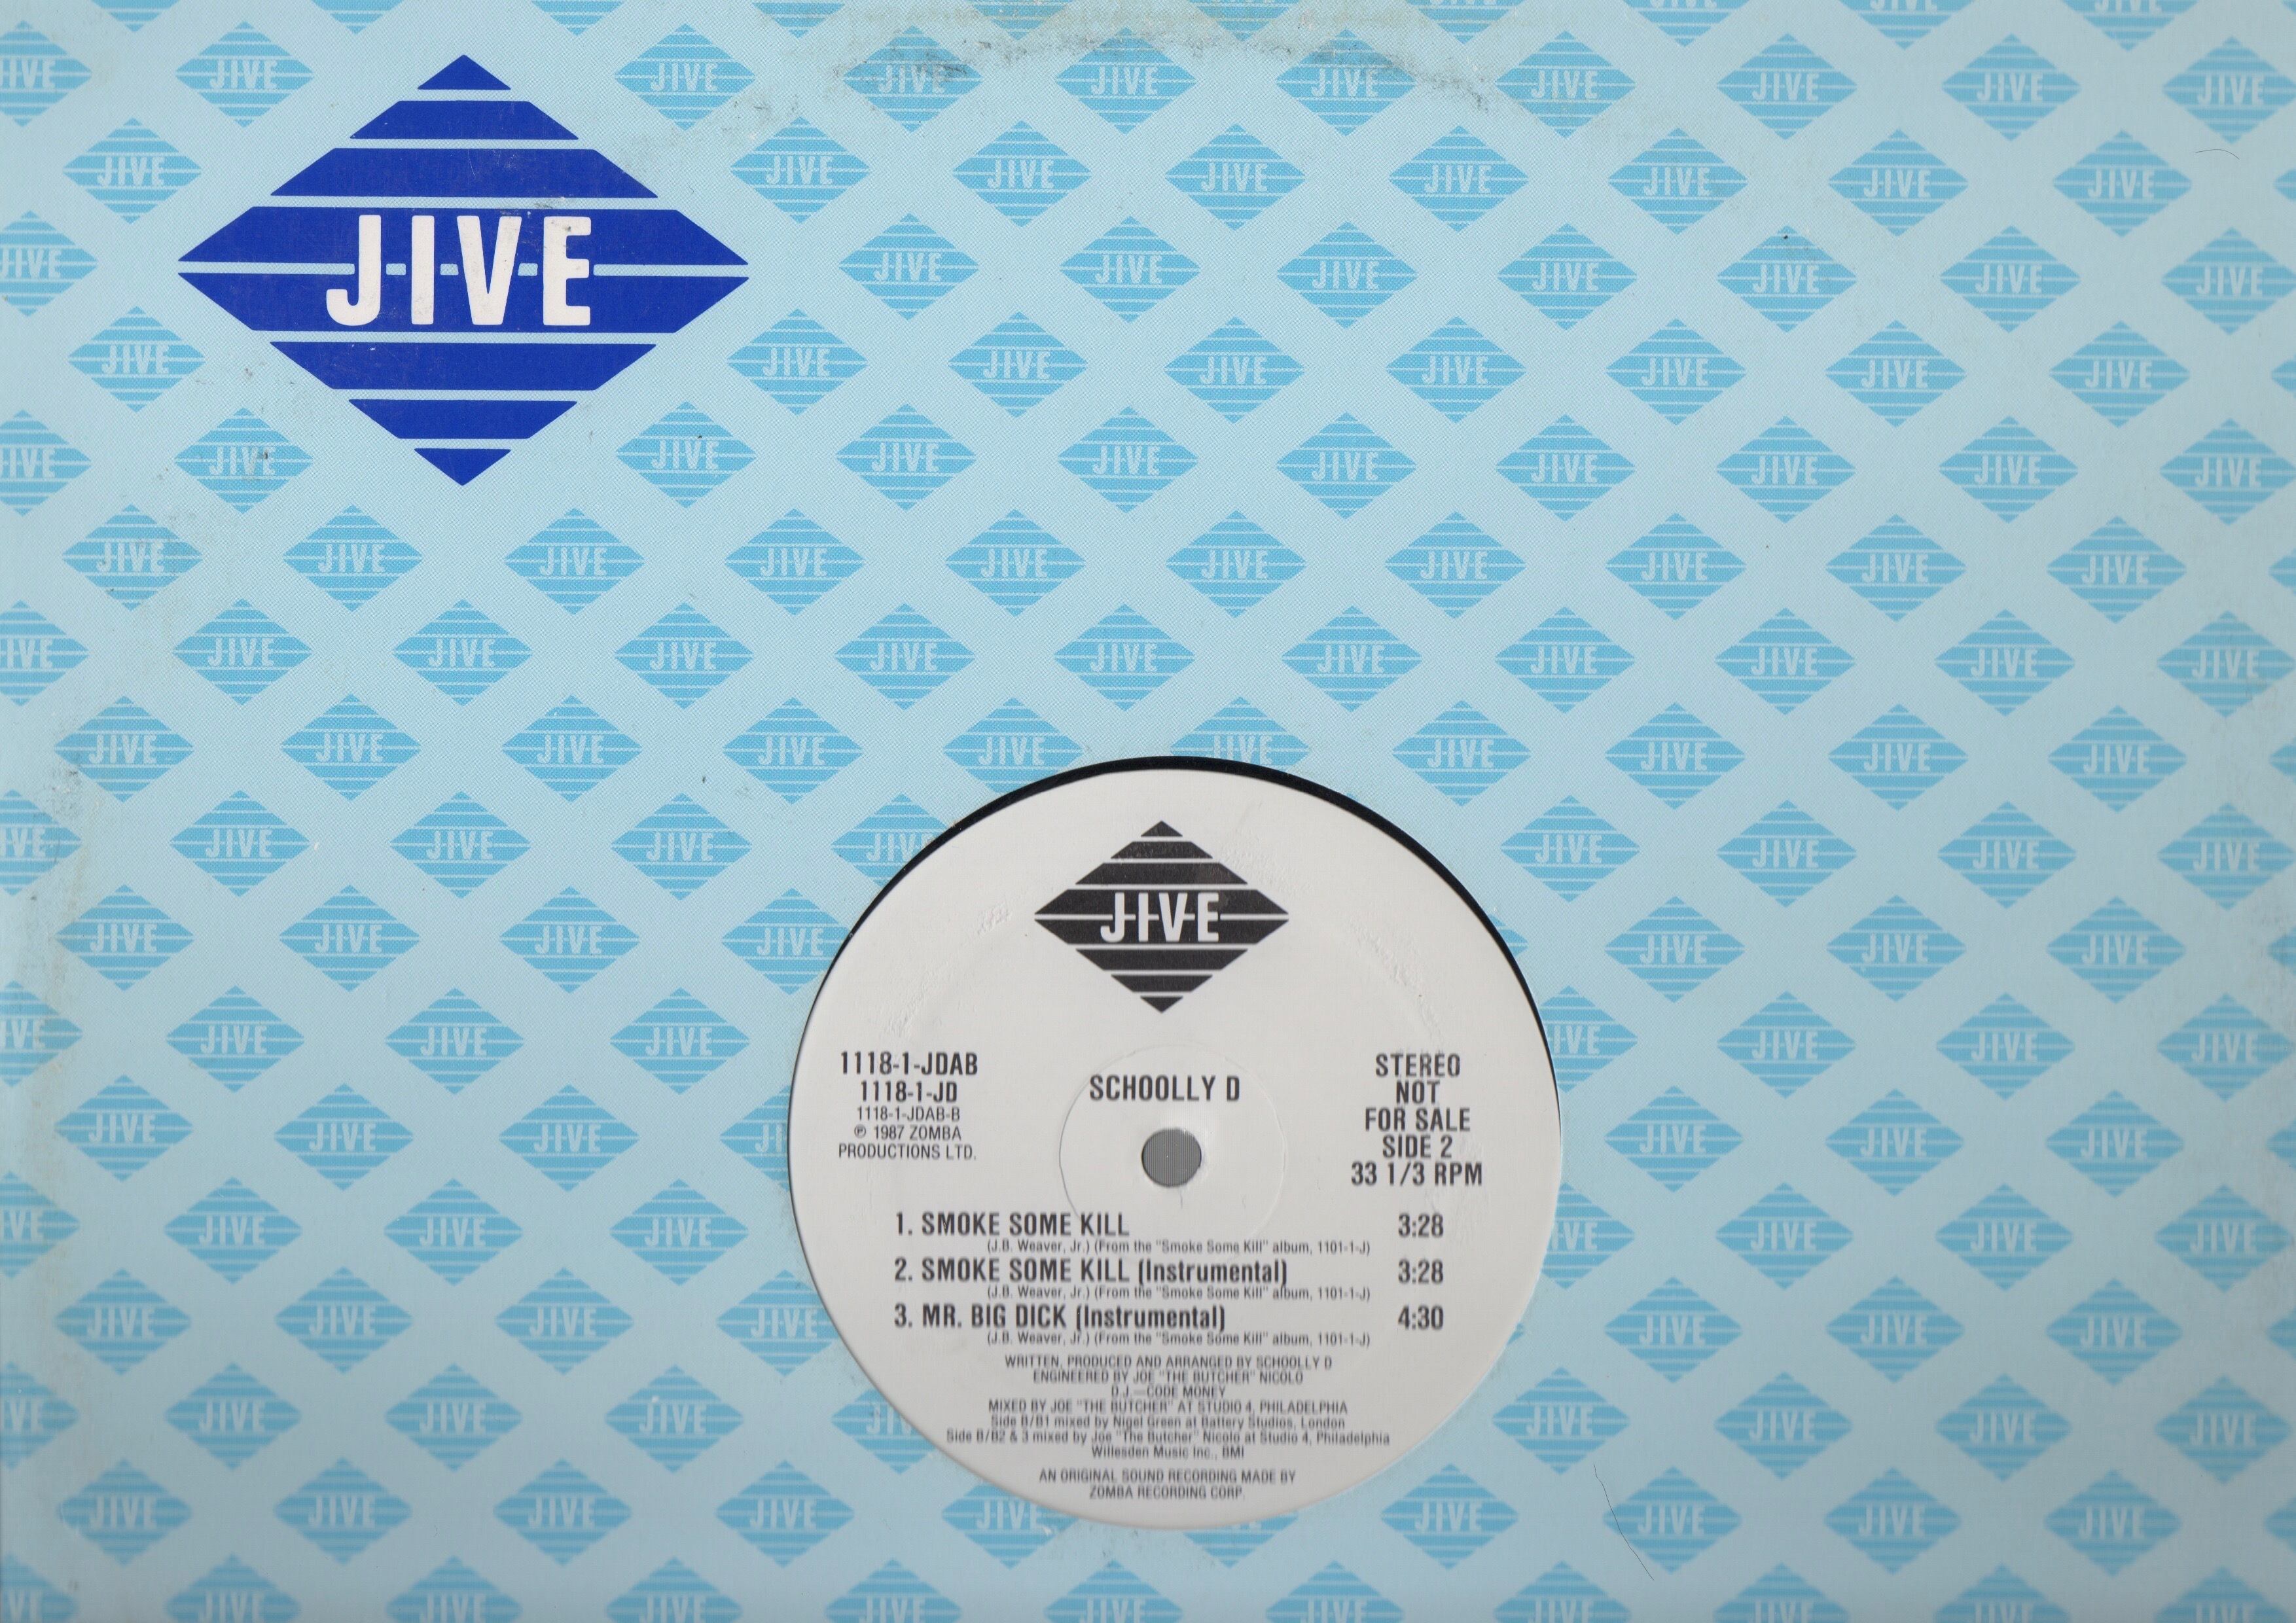 J·I·V·E
J·I·V·E
1118-1-JDAB
1118-1-JD
1118-1-JDAB-B
℗ 1987 ZOMBA
PRODUCTIONS LTD.
SCHOOLLY D
STEREO
NOT
FOR SALE
SIDE 2
33 1/3 RPM
1. SMOKE SOME KILL 3:28
(J.B. Weaver, Jr.) (From the "Smoke Some Kill" album, 1101-1-J)
2. SMOKE SOME KILL (Instrumental) 3:28
(J.B. Weaver, Jr.) (From the "Smoke Some Kill" album, 1101-1-J)
3. MR. BIG DICK (Instrumental) 4:30
(J.B. Weaver, Jr.) (From the "Smoke Some Kill" album, 1101-1-J)
WRITTEN, PRODUCED AND ARRANGED BY SCHOOLLY D
ENGINEERED BY JOE "THE BUTCHER" NICOLO
D.J.—CODE MONEY
MIXED BY JOE "THE BUTCHER" AT STUDIO 4, PHILADELPHIA
Side B/B1 mixed by Nigel Green at Battery Studios, London
Side B/B2 & 3 mixed by Joe "The Butcher" Nicolo at Studio 4, Philadelphia
Willesden Music Inc., BMI
AN ORIGINAL SOUND RECORDING MADE BY
ZOMBA RECORDING CORP.